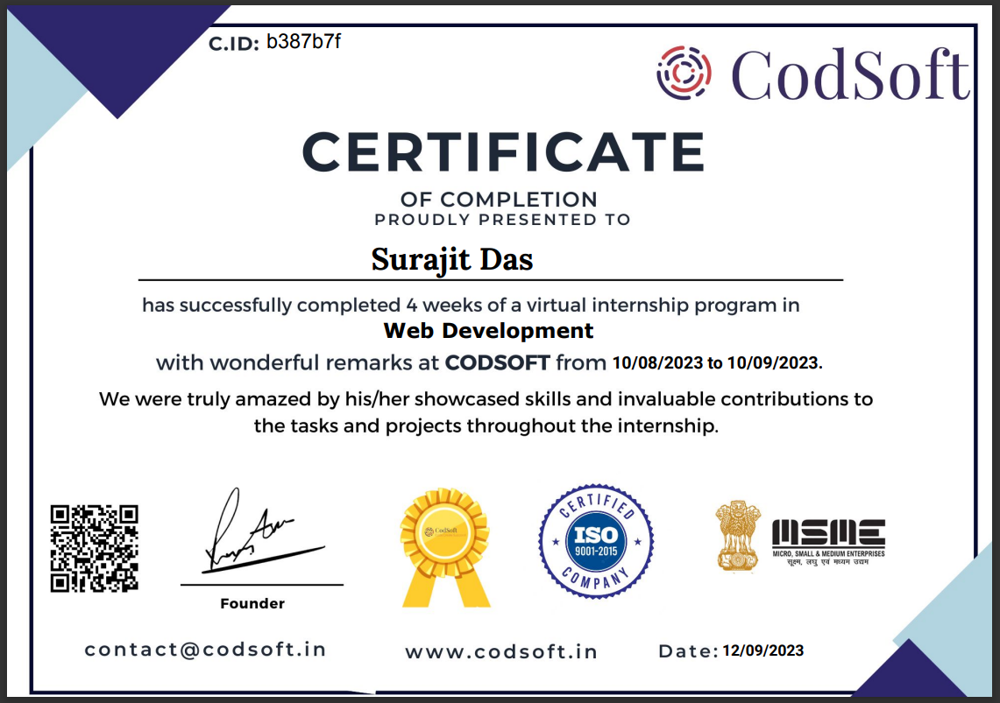 C.ID: b387b7f
CodSoft
CERTIFICATE
OF COMPLETION
PROUDLY PRESENTED TO
Surajit Das
has successfully completed 4 weeks of a virtual internship program in
Web Development
with wonderful remarks at CODSOFT from 10/08/2023 to 10/09/2023.
We were truly amazed by his/her showcased skills and invaluable contributions to
the tasks and projects throughout the internship.
CodSoft
CERTIFIED
ISO
9001-2015
COMPANY
MSME
MICRO, SMALL & MEDIUM ENTERPRISES
सूक्ष्म, लघु एवं मध्यम उद्यम
Founder
contact@codsoft.in
www.codsoft.in
Date: 12/09/2023